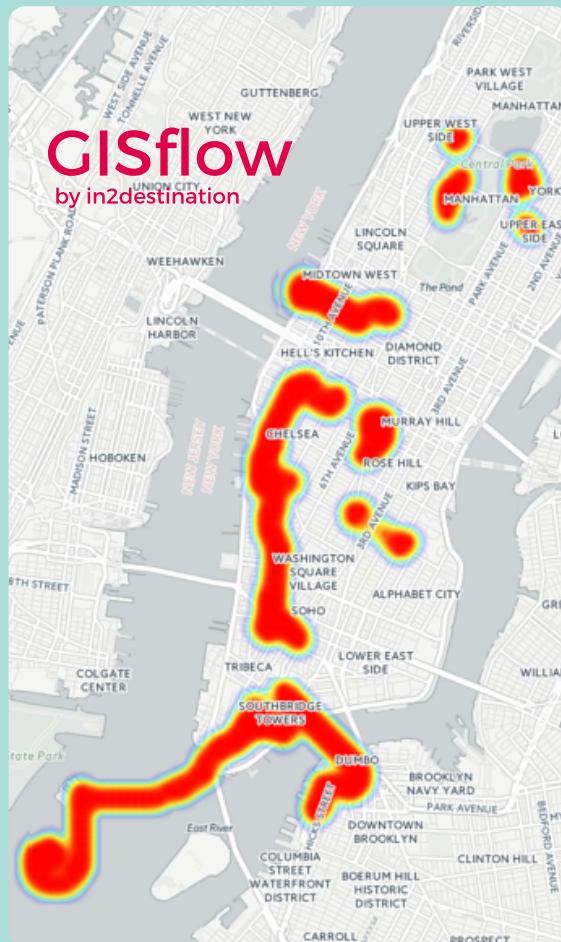 RIVERSID
WEST SIDE AVENUE
TONNELLE AVENUE
PARK WEST
VILLAGE
GUTTENBERG
MANHATTAN
WEST NEW
YORK
UPPER WEST
SIDE
GISflow
Central Park
by in2destination
UNION CITY
MANHATTAN
YORK
PATERSON PLANK ROAD
NEW YORK
UPPER EAS
SIDE
LINCOLN
SQUARE
PARK AVENUE
2ND AVENUE
WEEHAWKEN
MIDTOWN WEST
The Pond
10TH AVENUE
LINCOLN
HARBOR
ENUE
HELL'S KITCHEN
DIAMOND
DISTRICT
3RD AVENUE
MURRAY HILL
CHELSEA
MADISON STREET
HOBOKEN
NEW JERSEY
NEW YORK
6TH AVENUE
ROSE HILL
KIPS BAY
3RD AVENUE
WASHINGTON
SQUARE
VILLAGE
8TH STREET
ALPHABET CITY
SOHO
GRE
TRIBECA
LOWER EAST
SIDE
COLGATE
CENTER
WILLIA
SOUTHBRIDGE
TOWERS
State Park
DUMBO
BROOKLYN
NAVY YARD
HICKS STREET
PARK AVENUE
East River
DOWNTOWN
BROOKLYN
BEDFORD AVENUE
COLUMBIA
STREET
WATERFRONT
DISTRICT
CLINTON HILL
BOERUM HILL
HISTORIC
DISTRICT
CARROLL
PROSPECT